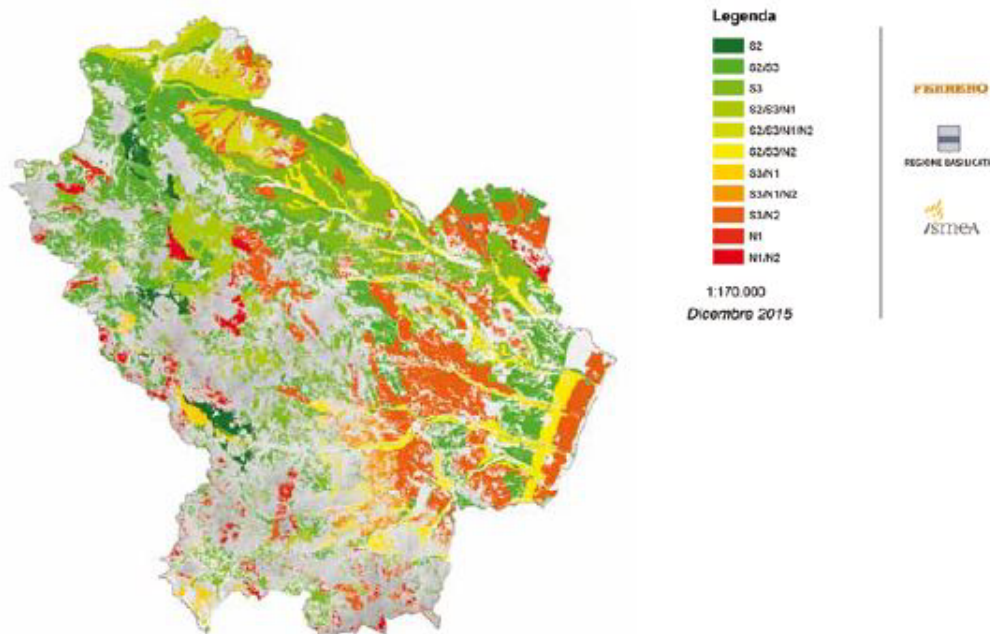 Legenda
S2
S2/S3
S3
S2/S3/N1
S2/S3/N1/N2
S2/S3/N2
S3/N1
S3/N1/N2
S3/N2
N1
N1/N2
1:170.000
Dicembre 2015
FERRERO
REGIONE BASILICATA
ismea